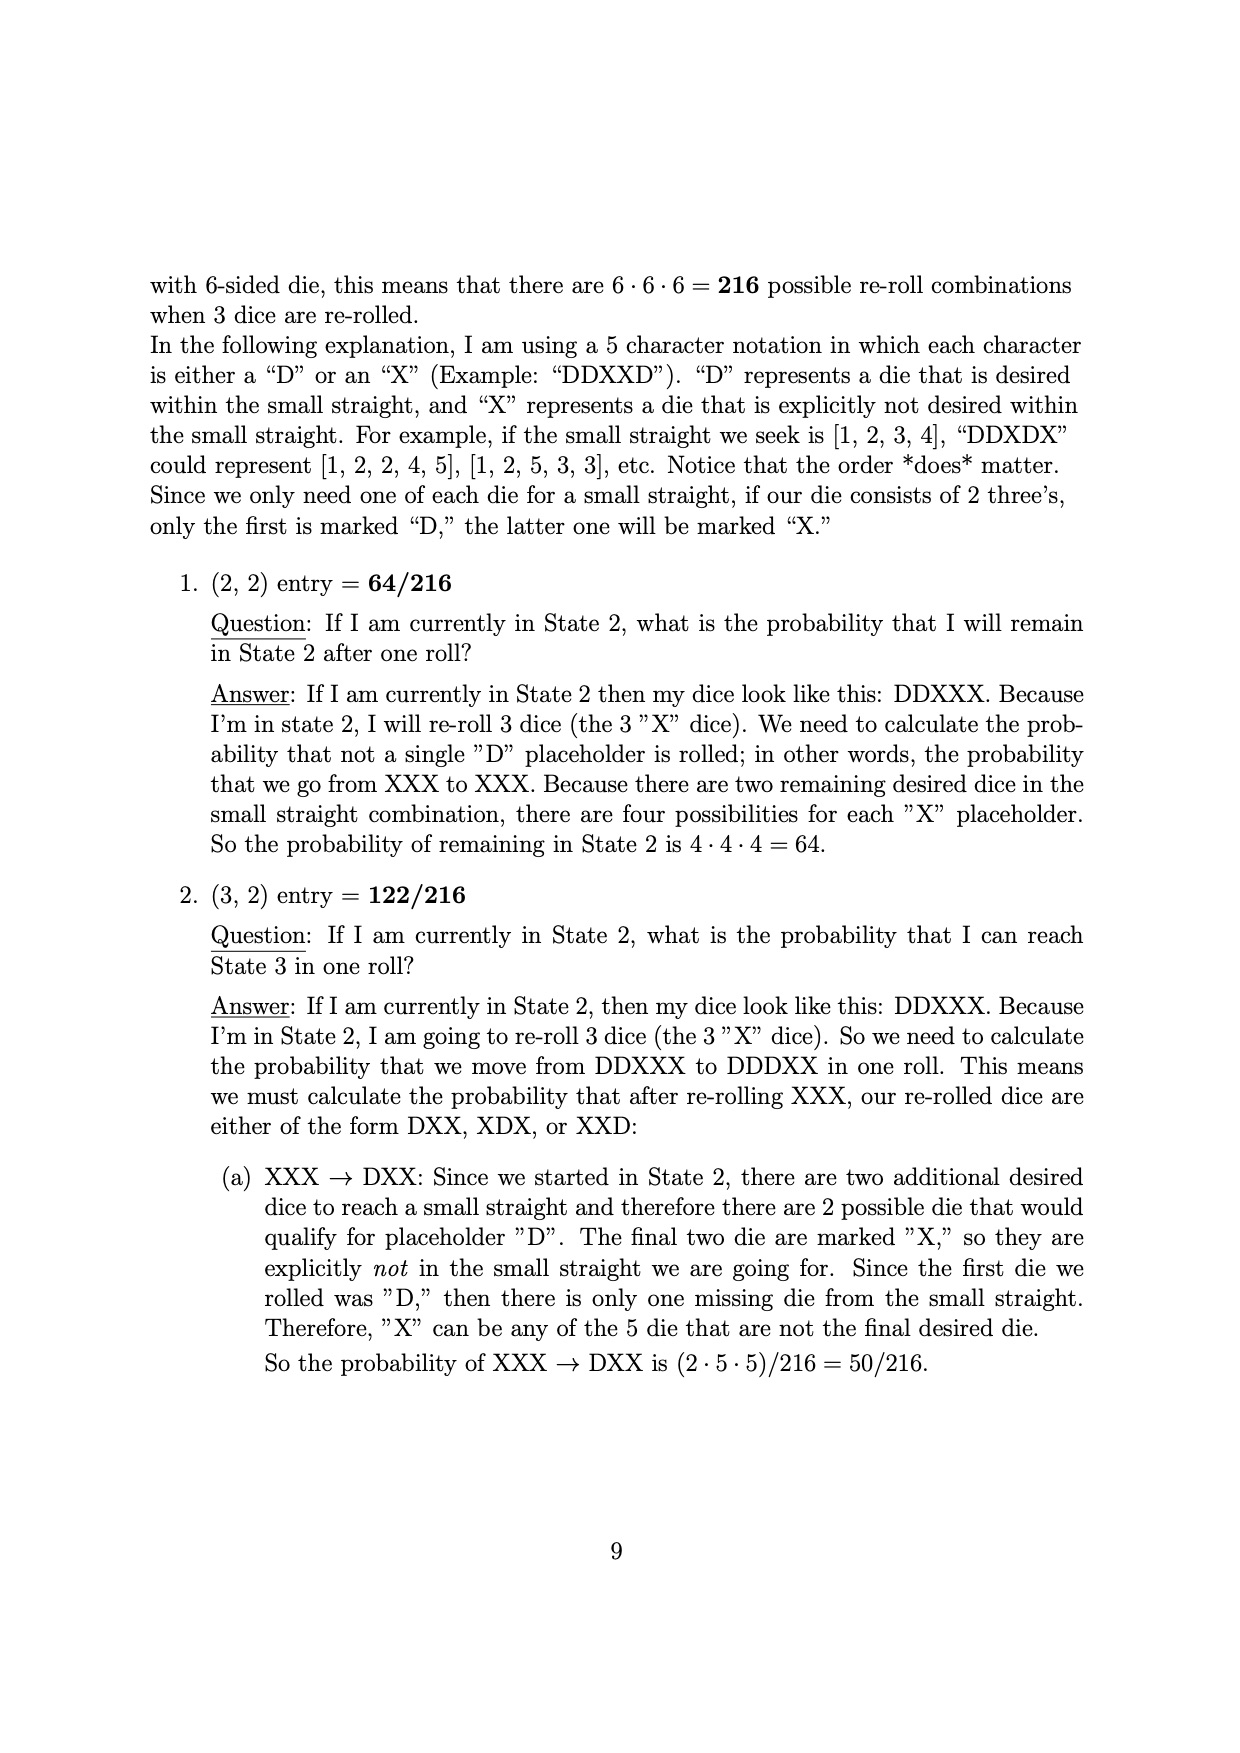 with 6-sided die, this means that there are 6 · 6 · 6 = 216 possible re-roll combinations
when 3 dice are re-rolled.
In the following explanation, I am using a 5 character notation in which each character
is either a “D” or an “X” (Example: “DDXXD”). “D” represents a die that is desired
within the small straight, and “X” represents a die that is explicitly not desired within
the small straight. For example, if the small straight we seek is [1, 2, 3, 4], “DDXDX”
could represent [1, 2, 2, 4, 5], [1, 2, 5, 3, 3], etc. Notice that the order *does* matter.
Since we only need one of each die for a small straight, if our die consists of 2 three’s,
only the first is marked “D,” the latter one will be marked “X.”
1. (2, 2) entry = 64/216
Question: If I am currently in State 2, what is the probability that I will remain
in State 2 after one roll?
Answer: If I am currently in State 2 then my dice look like this: DDXXX. Because
I’m in state 2, I will re-roll 3 dice (the 3 ”X” dice). We need to calculate the prob-
ability that not a single ”D” placeholder is rolled; in other words, the probability
that we go from XXX to XXX. Because there are two remaining desired dice in the
small straight combination, there are four possibilities for each ”X” placeholder.
So the probability of remaining in State 2 is 4 · 4 · 4 = 64.
2. (3, 2) entry = 122/216
Question: If I am currently in State 2, what is the probability that I can reach
State 3 in one roll?
Answer: If I am currently in State 2, then my dice look like this: DDXXX. Because
I’m in State 2, I am going to re-roll 3 dice (the 3 ”X” dice). So we need to calculate
the probability that we move from DDXXX to DDDXX in one roll. This means
we must calculate the probability that after re-rolling XXX, our re-rolled dice are
either of the form DXX, XDX, or XXD:
(a) XXX → DXX: Since we started in State 2, there are two additional desired
dice to reach a small straight and therefore there are 2 possible die that would
qualify for placeholder ”D”. The final two die are marked ”X,” so they are
explicitly not in the small straight we are going for. Since the first die we
rolled was ”D,” then there is only one missing die from the small straight.
Therefore, ”X” can be any of the 5 die that are not the final desired die.
So the probability of XXX → DXX is (2 · 5 · 5)/216 = 50/216.
9